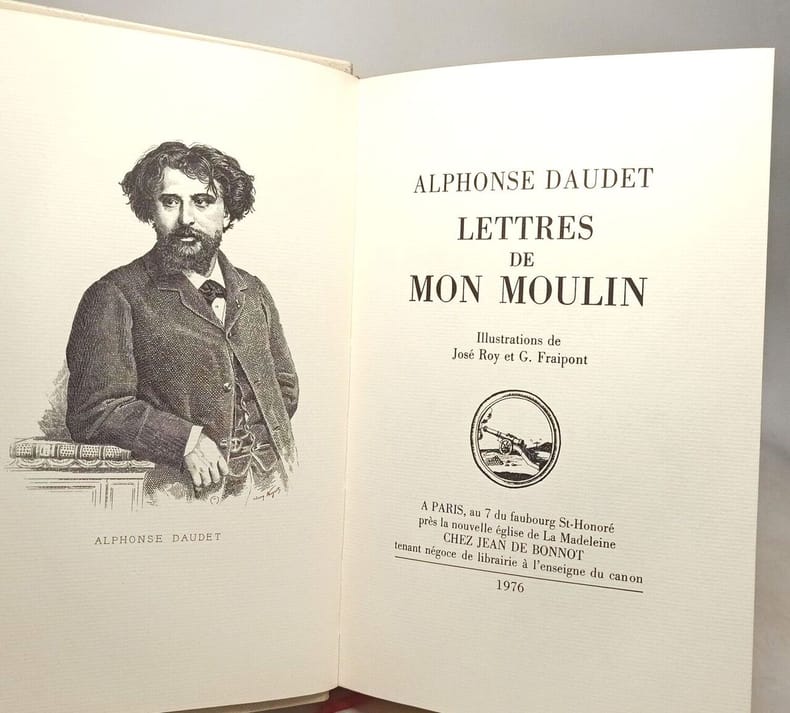 ALPHONSE DAUDET
ALPHONSE DAUDET
LETTRES
DE
MON MOULIN
Illustrations de
José Roy et G. Fraipont
A PARIS, au 7 du faubourg St-Honoré
près la nouvelle église de La Madeleine
CHEZ JEAN DE BONNOT
tenant négoce de librairie à l'enseigne du canon
1976